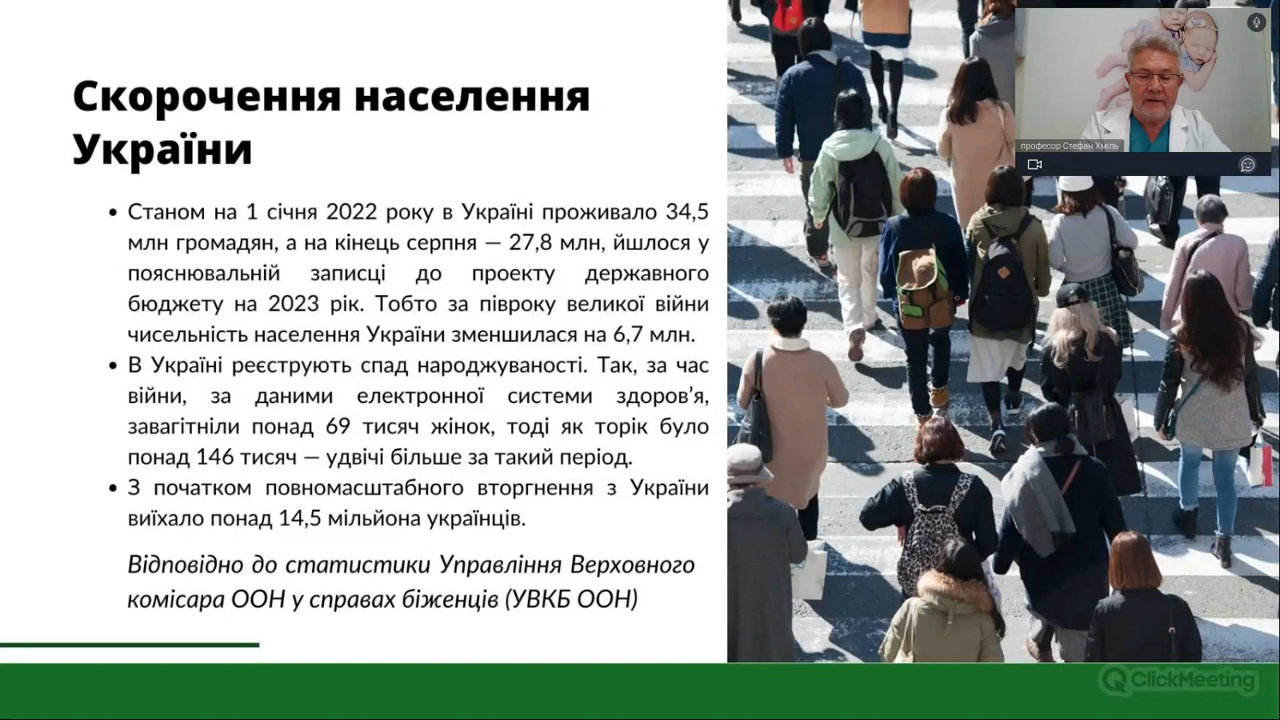 Скорочення населення
України
• Станом на 1 січня 2022 року в Україні проживало 34,5
млн громадян, а на кінець серпня — 27,8 млн, йшлося у
пояснювальній записці до проекту державного
бюджету на 2023 рік. Тобто за півроку великої війни
чисельність населення України зменшилася на 6,7 млн.
• В Україні реєструють спад народжуваності. Так, за час
війни, за даними електронної системи здоров’я,
завагітніли понад 69 тисяч жінок, тоді як торік було
понад 146 тисяч — удвічі більше за такий період.
• З початком повномасштабного вторгнення з України
виїхало понад 14,5 мільйона українців.
Відповідно до статистики Управління Верховного
комісара ООН у справах біженців (УВКБ ООН)
професор Стефан Хміль
ClickMeeting